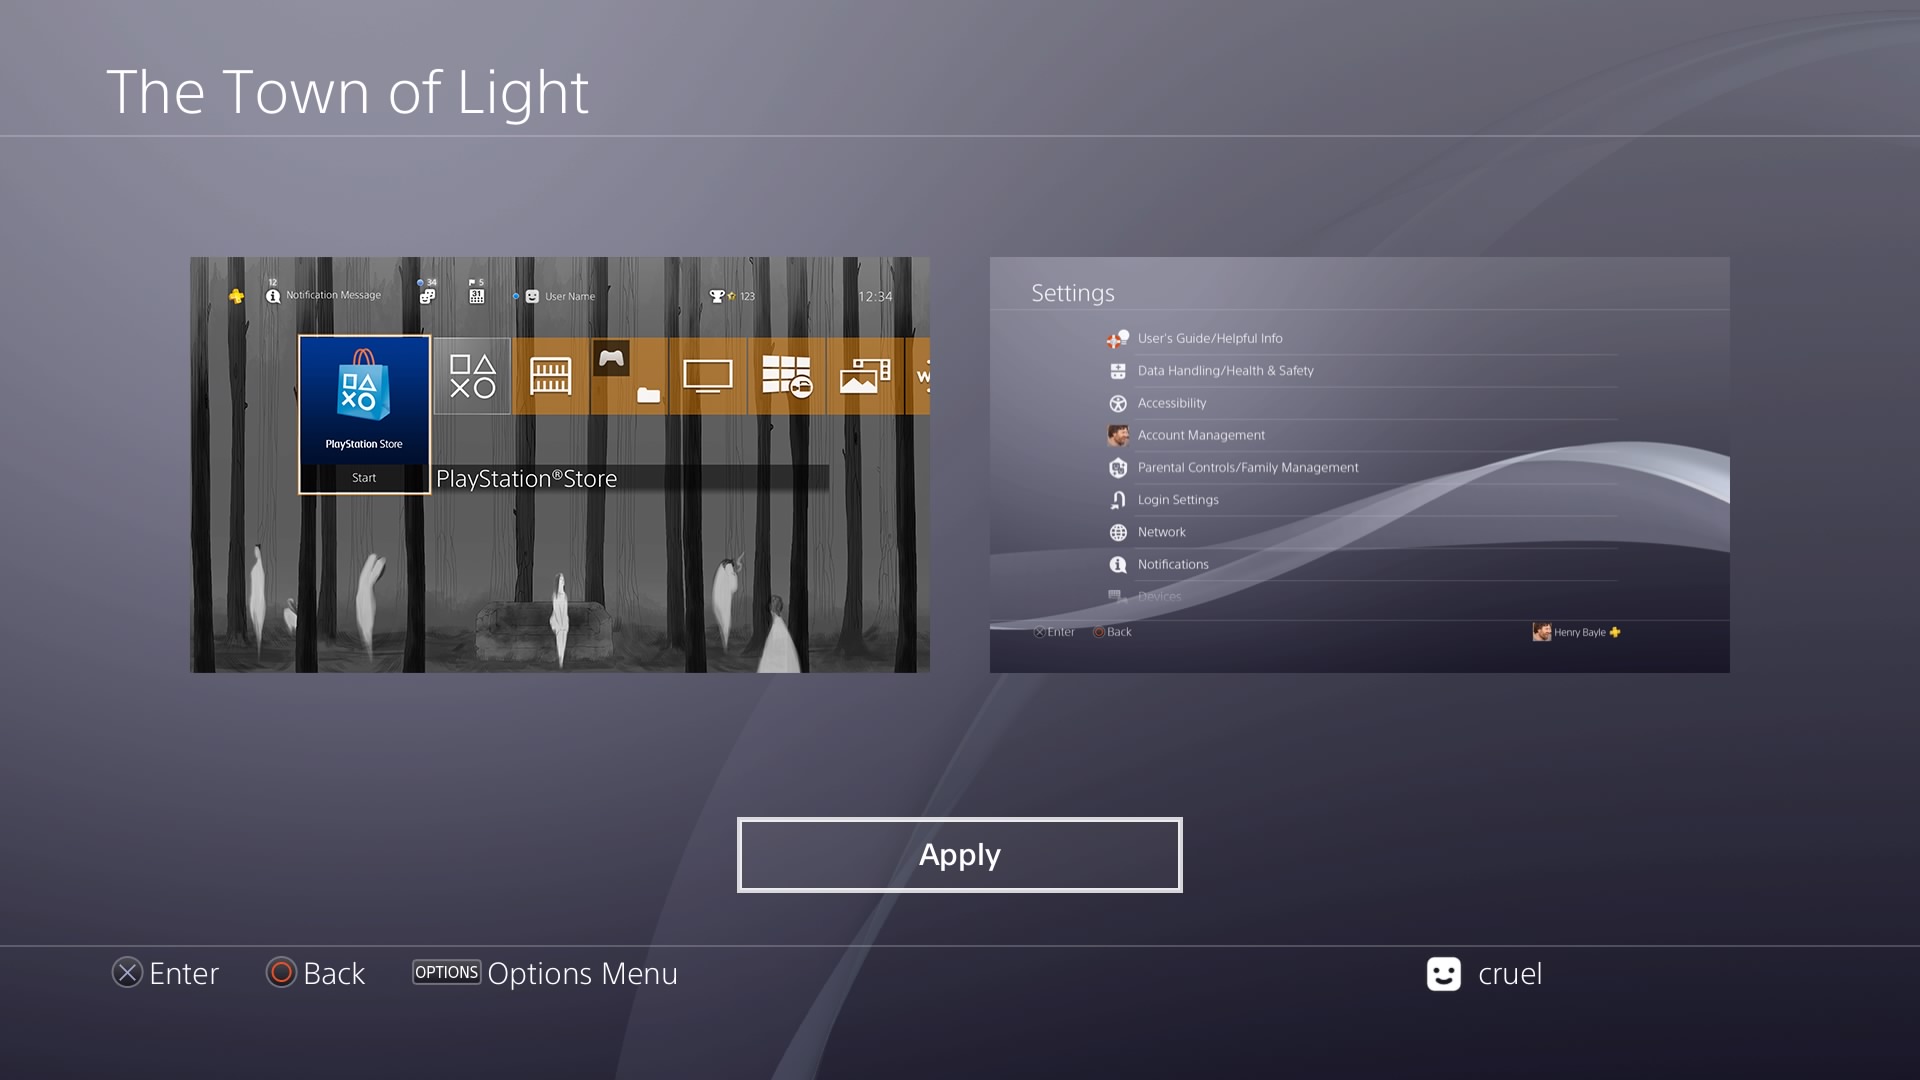 The Town of Light
12
Notification Message
34
5
31
User Name
123
12:34
PlayStation Store
Start
PlayStation®Store
Settings
User's Guide/Helpful Info
Data Handling/Health & Safety
Accessibility
Account Management
Parental Controls/Family Management
Login Settings
Network
Notifications
Devices
Enter
Back
Henry Bayle
Apply
Enter
Back
OPTIONS Options Menu
cruel